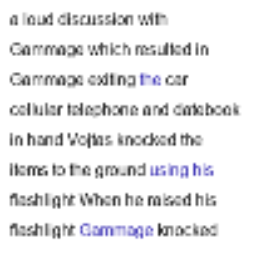 a loud discussion with
Gammage which resulted in
Gammage exiting the car
cellular telephone and datebook
in hand Vojtas knocked the
items to the ground using his
flashlight When he raised his
flashlight Gammage knocked